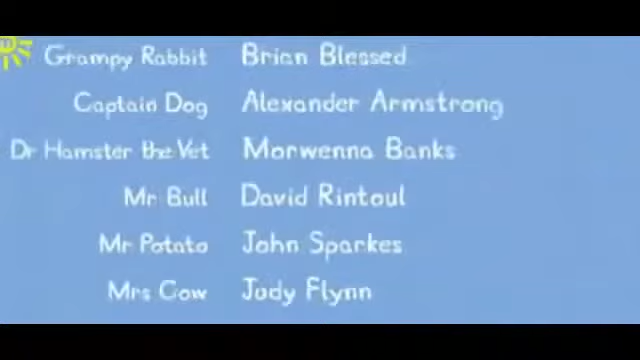 Grampy Rabbit Brian Blessed
Captain Dog Alexander Armstrong
Dr Hamster the Vet Morwenna Banks
Mr Bull David Rintoul
Mr Potato John Sparkes
Mrs Cow Judy Flynn